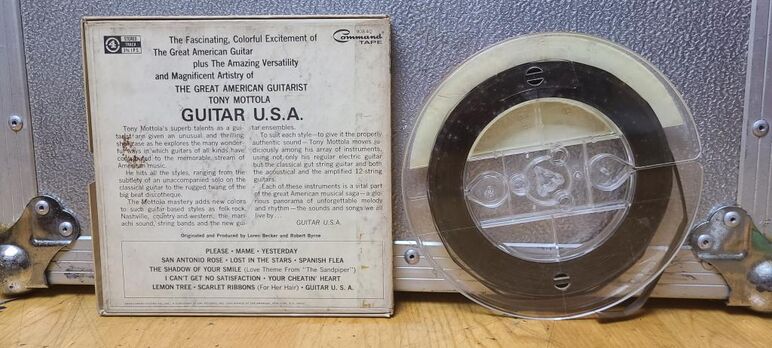 4 STEREO TRACK 7½ I.P.S.
Command
TAPE
The Fascinating, Colorful Excitement of
The Great American Guitar
plus The Amazing Versatility
and Magnificent Artistry of
THE GREAT AMERICAN GUITARIST
TONY MOTTOLA
GUITAR U.S.A.
Tony Mottola's superb talents as a gui-
tarist are given an unusual and thrilling
showcase as he explores the many wonder-
ful ways in which guitars of all kinds have
contributed to the memorable stream of
American music.
He hits all the styles, ranging from the
subtlety of an unaccompanied solo on the
classical guitar to the rugged twang of the
big beat discotheque.
The Mottola mastery adds new colors
to such guitar-based styles as folk-rock,
Nashville, country and western, the mari-
achi sound, string bands and the new gui-
tar ensembles.
To suit each style—to give it the properly
authentic sound—Tony Mottola moves ju-
diciously among his array of instruments,
using not only his regular electric guitar
but the classical gut string guitar and both
the acoustical and the amplified 12-string
guitars.
Each of these instruments is a vital part
of the great American musical saga—a glo-
rious panorama of unforgettable melody
and rhythm—the sounds and songs we all
live by . . .
GUITAR U.S.A.
Originated and Produced by Loren Becker and Robert Byrne
PLEASE • MAME • YESTERDAY
SAN ANTONIO ROSE • LOST IN THE STARS • SPANISH FLEA
THE SHADOW OF YOUR SMILE (Love Theme From "The Sandpiper")
I CAN'T GET NO SATISFACTION • YOUR CHEATIN' HEART
LEMON TREE • SCARLET RIBBONS (For Her Hair) • GUITAR U. S. A.